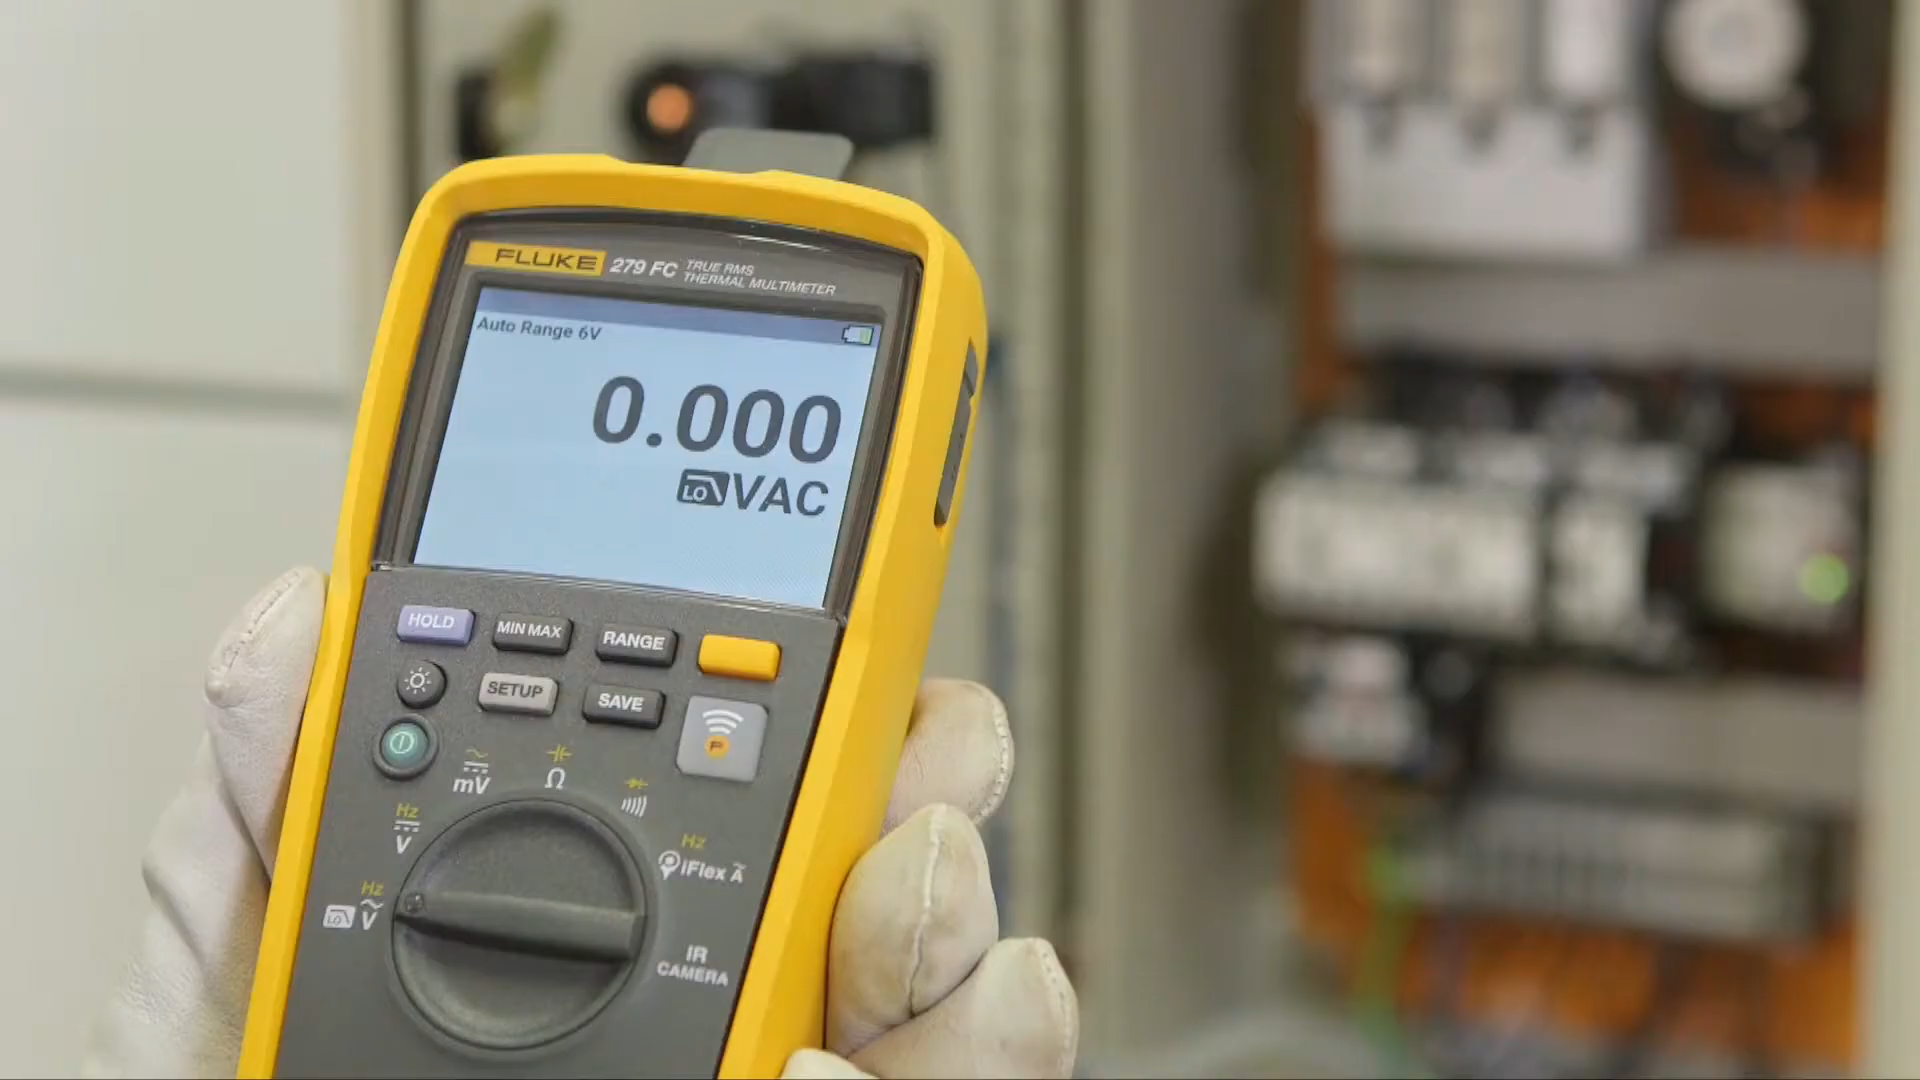 FLUKE 279 FC TRUE RMS
THERMAL MULTIMETER
Auto Range 6V
0.000
LO VAC
HOLD MIN MAX RANGE
SETUP SAVE
F
mV Ω
Hz
V
Hz
iFlex A
Hz
LO V
IR
CAMERA